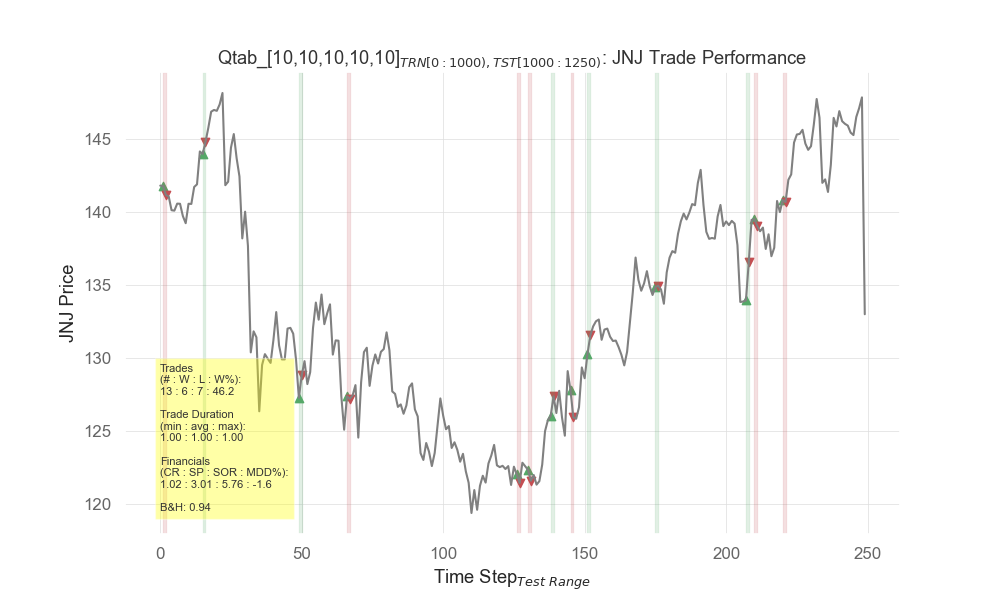 Qtab_[10,10,10,10,10]TRN[0 : 1000), TST[1000 : 1250): JNJ Trade Performance
JNJ Price
145
140
135
130
125
120
Trades
(# : W : L : W%):
13 : 6 : 7 : 46.2
Trade Duration
(min : avg : max):
1.00 : 1.00 : 1.00
Financials
(CR : SP : SOR : MDD%):
1.02 : 3.01 : 5.76 : -1.6
B&H: 0.94
0 50 100 150 200 250
Time StepTest Range